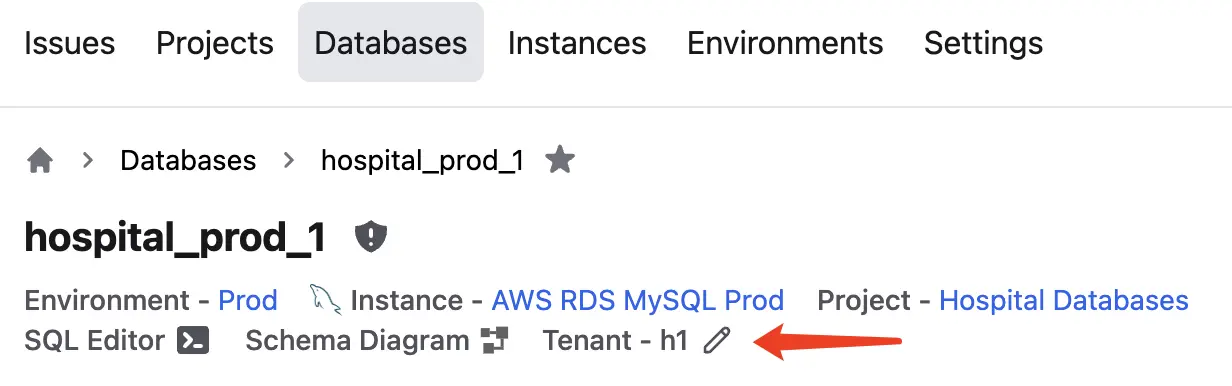 Issues Projects Databases Instances Environments Settings
Databases > hospital_prod_1
hospital_prod_1
Environment - Prod Instance - AWS RDS MySQL Prod Project - Hospital Databases
SQL Editor Schema Diagram Tenant - h1